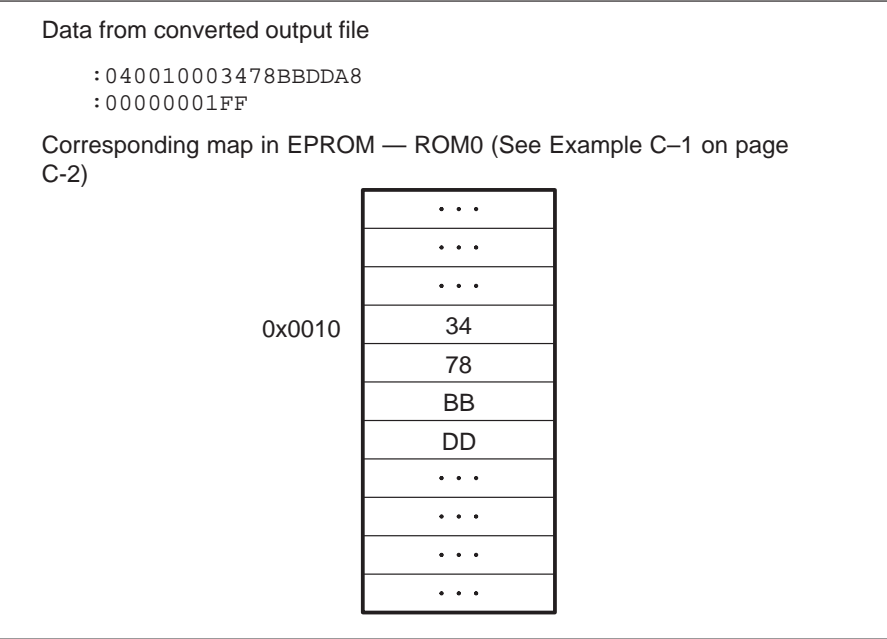 Data from converted output file
:040010003478BBDDA8
:00000001FF
Corresponding map in EPROM — ROM0 (See Example C–1 on page
C-2)
. . .
. . .
. . .
0x0010 34
78
BB
DD
. . .
. . .
. . .
. . .